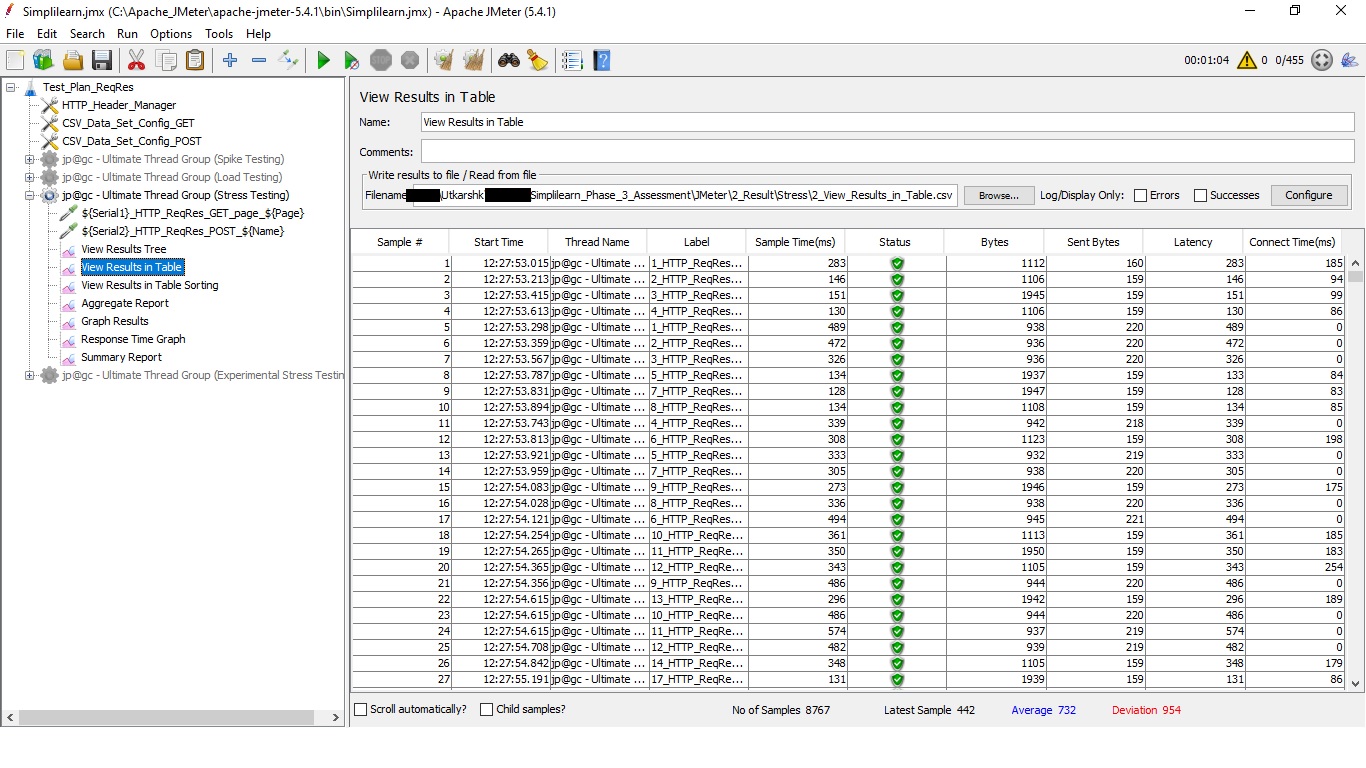 Simplilearn.jmx (C:\Apache_JMeter\apache-jmeter-5.4.1\bin\Simplilearn.jmx) - Apache JMeter (5.4.1)
File Edit Search Run Options Tools Help
00:01:04 0 0/455
Test_Plan_ReqRes
HTTP_Header_Manager
CSV_Data_Set_Config_GET
CSV_Data_Set_Config_POST
jp@gc - Ultimate Thread Group (Spike Testing)
jp@gc - Ultimate Thread Group (Load Testing)
jp@gc - Ultimate Thread Group (Stress Testing)
${Serial1}_HTTP_ReqRes_GET_page_${Page}
${Serial2}_HTTP_ReqRes_POST_${Name}
View Results Tree
View Results in Table
View Results in Table Sorting
Aggregate Report
Graph Results
Response Time Graph
Summary Report
jp@gc - Ultimate Thread Group (Experimental Stress Testin
View Results in Table
Name: View Results in Table
Comments:
Write results to file / Read from file
Filename \Utkarshk Simplilearn_Phase_3_Assessment\JMeter\2_Result\Stress\2_View_Results_in_Table.csv Browse... Log/Display Only: Errors Successes Configure
Sample # Start Time Thread Name Label Sample Time(ms) Status Bytes Sent Bytes Latency Connect Time(ms)
1 12:27:53.015 jp@gc - Ultimate ... 1_HTTP_ReqRes... 283 1112 160 283 185
2 12:27:53.213 jp@gc - Ultimate ... 2_HTTP_ReqRes... 146 1106 159 146 94
3 12:27:53.415 jp@gc - Ultimate ... 3_HTTP_ReqRes... 151 1945 159 151 99
4 12:27:53.613 jp@gc - Ultimate ... 4_HTTP_ReqRes... 130 1106 159 130 86
5 12:27:53.298 jp@gc - Ultimate ... 1_HTTP_ReqRes... 489 938 220 489 0
6 12:27:53.359 jp@gc - Ultimate ... 2_HTTP_ReqRes... 472 936 220 472 0
7 12:27:53.567 jp@gc - Ultimate ... 3_HTTP_ReqRes... 326 936 220 326 0
8 12:27:53.787 jp@gc - Ultimate ... 5_HTTP_ReqRes... 134 1937 159 133 84
9 12:27:53.831 jp@gc - Ultimate ... 7_HTTP_ReqRes... 128 1947 159 128 83
10 12:27:53.894 jp@gc - Ultimate ... 8_HTTP_ReqRes... 134 1108 159 134 85
11 12:27:53.743 jp@gc - Ultimate ... 4_HTTP_ReqRes... 339 942 218 339 0
12 12:27:53.813 jp@gc - Ultimate ... 6_HTTP_ReqRes... 308 1123 159 308 198
13 12:27:53.921 jp@gc - Ultimate ... 5_HTTP_ReqRes... 333 932 219 333 0
14 12:27:53.959 jp@gc - Ultimate ... 7_HTTP_ReqRes... 305 938 220 305 0
15 12:27:54.083 jp@gc - Ultimate ... 9_HTTP_ReqRes... 273 1946 159 273 175
16 12:27:54.028 jp@gc - Ultimate ... 8_HTTP_ReqRes... 336 938 220 336 0
17 12:27:54.121 jp@gc - Ultimate ... 6_HTTP_ReqRes... 494 945 221 494 0
18 12:27:54.254 jp@gc - Ultimate ... 10_HTTP_ReqRe... 361 1113 159 361 185
19 12:27:54.265 jp@gc - Ultimate ... 11_HTTP_ReqRe... 350 1950 159 350 183
20 12:27:54.365 jp@gc - Ultimate ... 12_HTTP_ReqRe... 343 1105 159 343 254
21 12:27:54.356 jp@gc - Ultimate ... 9_HTTP_ReqRes... 486 944 220 486 0
22 12:27:54.615 jp@gc - Ultimate ... 13_HTTP_ReqRe... 296 1942 159 296 189
23 12:27:54.615 jp@gc - Ultimate ... 10_HTTP_ReqRe... 486 944 220 486 0
24 12:27:54.615 jp@gc - Ultimate ... 11_HTTP_ReqRe... 574 937 219 574 0
25 12:27:54.708 jp@gc - Ultimate ... 12_HTTP_ReqRe... 482 939 219 482 0
26 12:27:54.842 jp@gc - Ultimate ... 14_HTTP_ReqRe... 348 1105 159 348 179
27 12:27:55.191 jp@gc - Ultimate ... 17_HTTP_ReqRe... 131 1939 159 131 86
Scroll automatically? Child samples? No of Samples 8767 Latest Sample 442 Average 732 Deviation 954